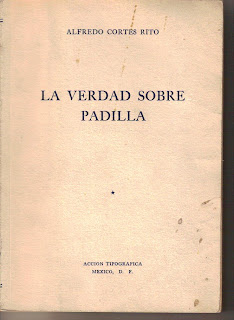 ALFREDO CORTES RITO
LA VERDAD SOBRE
PADILLA
ACCION TIPOGRAFICA
MEXICO, D. F.